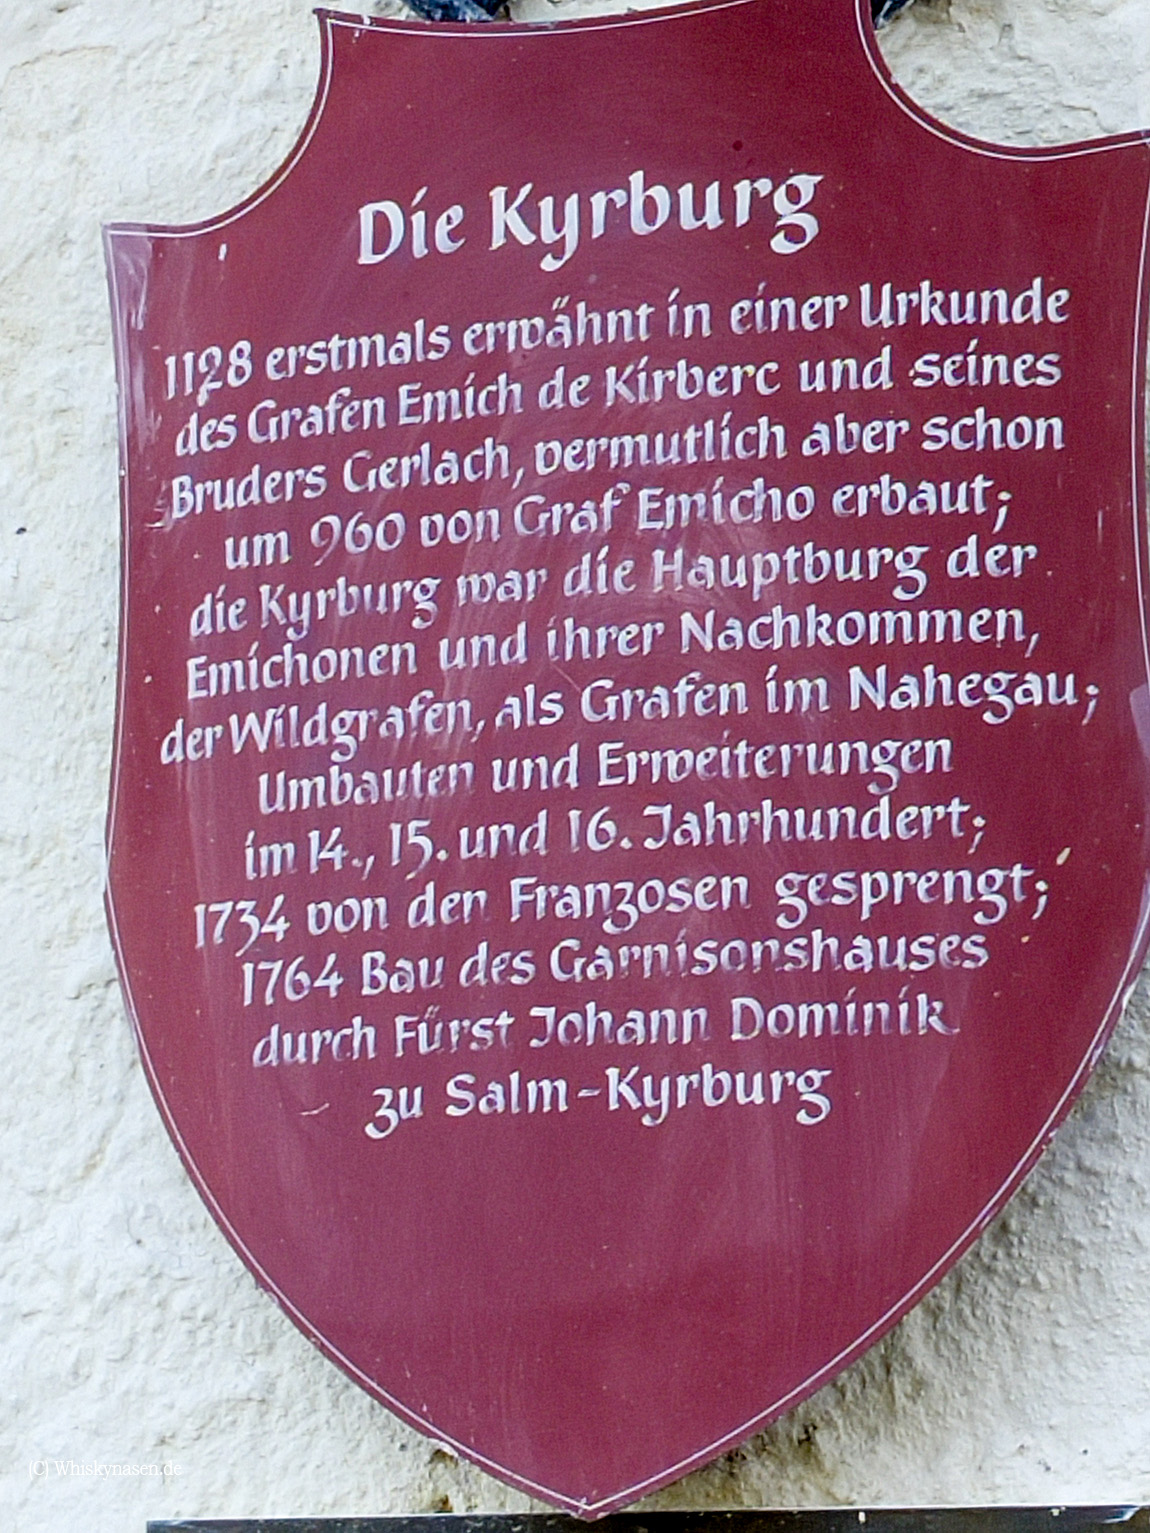 Die Kyrburg
1128 erstmals erwähnt in einer Urkunde
des Grafen Emich de Kirberc und seines
Bruders Gerlach, vermutlich aber schon
um 960 von Graf Emicho erbaut;
die Kyrburg war die Hauptburg der
Emichonen und ihrer Nachkommen,
der Wildgrafen, als Grafen im Nahegau;
Umbauten und Erweiterungen
im 14., 15. und 16. Jahrhundert;
1734 von den Franzosen gesprengt;
1764 Bau des Garnisonshauses
durch Fürst Johann Dominik
zu Salm-Kyrburg
(C) Whiskynasen.de